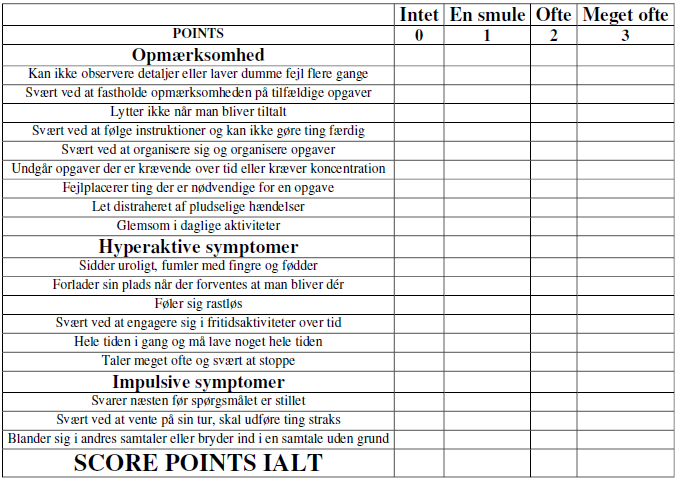 Intet En smule Ofte Meget ofte
POINTS 0 1 2 3
Opmærksomhed
Kan ikke observere detaljer eller laver dumme fejl flere gange
Svært ved at fastholde opmærksomheden på tilfældige opgaver
Lytter ikke når man bliver tiltalt
Svært ved at følge instruktioner og kan ikke gøre ting færdig
Svært ved at organisere sig og organisere opgaver
Undgår opgaver der er krævende over tid eller kræver koncentration
Fejlplacerer ting der er nødvendige for en opgave
Let distraheret af pludselige hændelser
Glemsom i daglige aktiviteter
Hyperaktive symptomer
Sidder uroligt, fumler med fingre og fødder
Forlader sin plads når der forventes at man bliver dér
Føler sig rastløs
Svært ved at engagere sig i fritidsaktiviteter over tid
Hele tiden i gang og må lave noget hele tiden
Taler meget ofte og svært at stoppe
Impulsive symptomer
Svarer næsten før spørgsmålet er stillet
Svært ved at vente på sin tur, skal udføre ting straks
Blander sig i andres samtaler eller bryder ind i en samtale uden grund
SCORE POINTS IALT